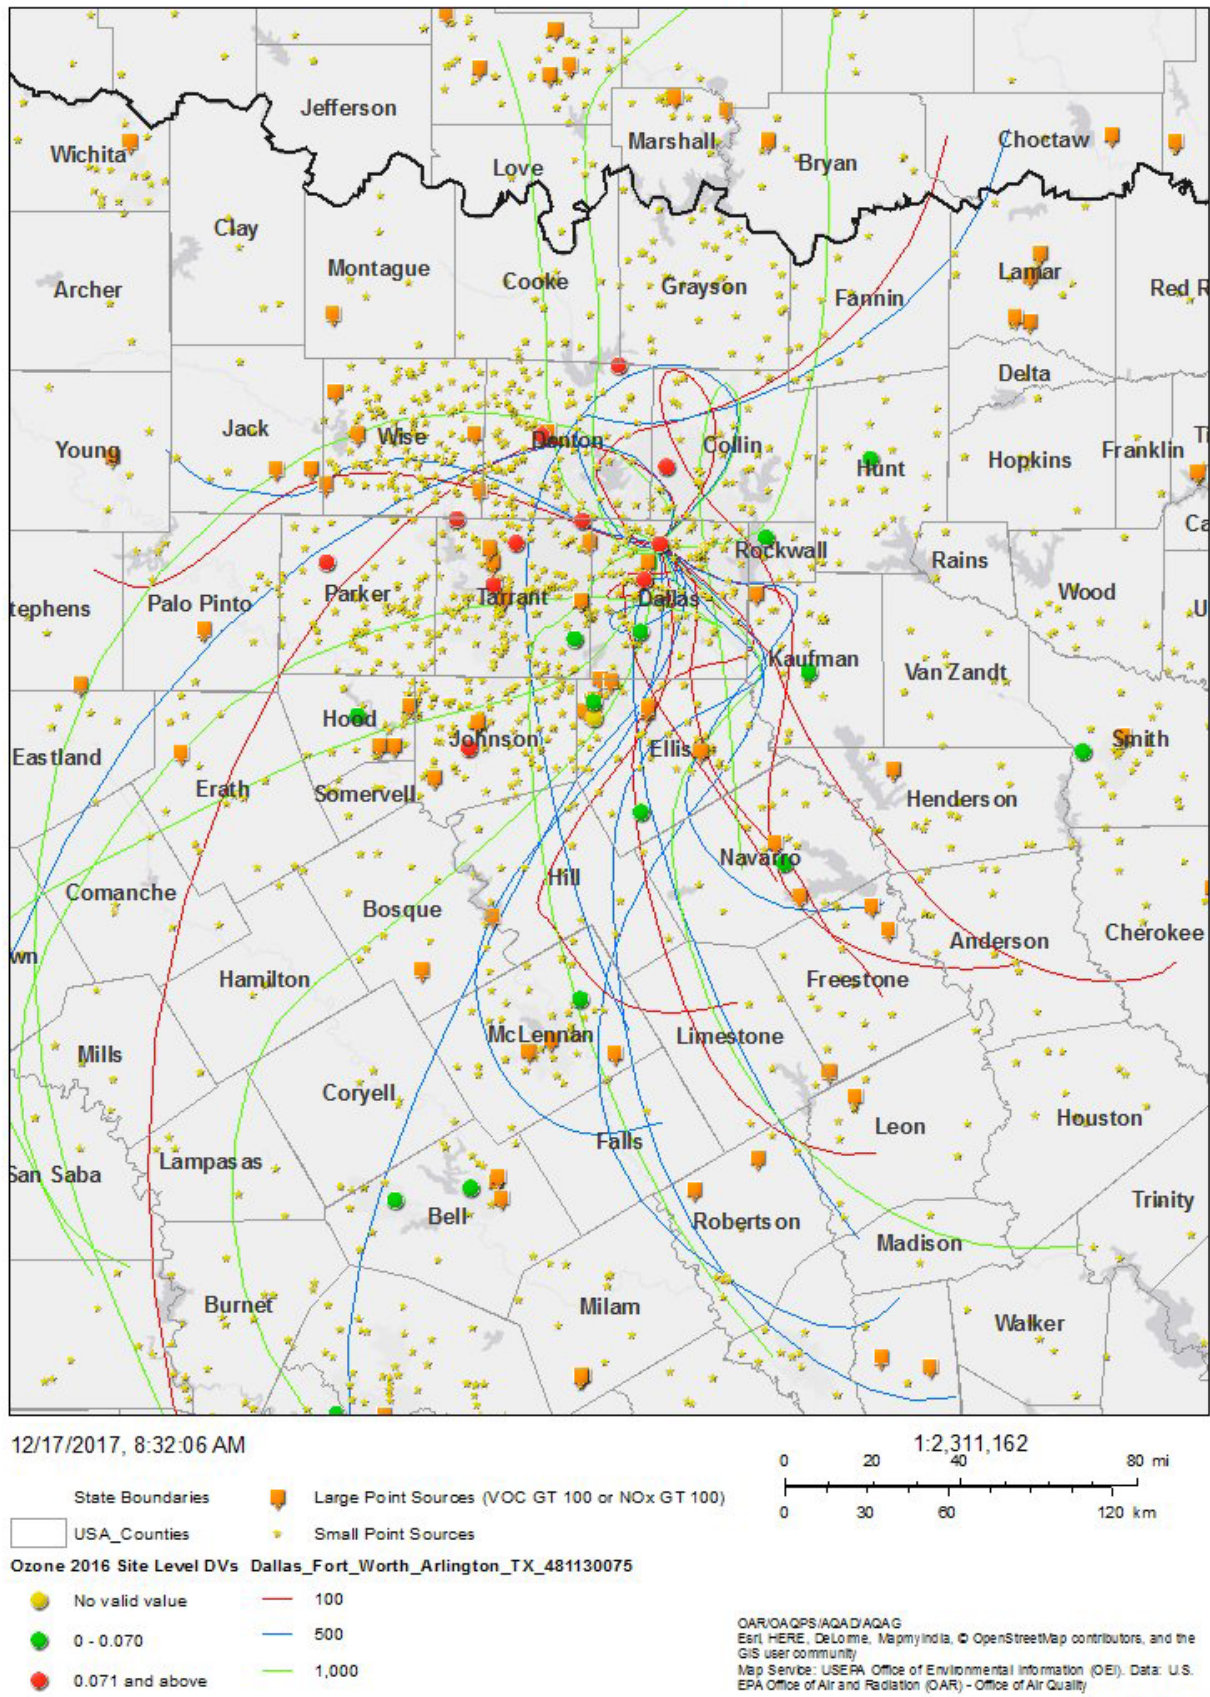 Jefferson
Wichita
Marshall
Choctaw
Love
Bryan
Clay
Montague
Cooke
Grayson
Lamar
Archer
Fannin
Red R
Delta
Jack
Wise
Denton
Collin
Young
Hunt
Hopkins
Franklin
Ti
Ca
Rockwall
Rains
Wood
tephens
Palo Pinto
Parker
Tarrant
Dallas
U
Kaufman
Van Zandt
Hood
Johnson
Ellis
Smith
Eastland
Erath
Somervell
Henderson
Navarro
Comanche
Hill
Bosque
Anderson
Cherokee
wn
Hamilton
Freestone
McLennan
Limestone
Mills
Coryell
Leon
Houston
Falls
San Saba
Lampasas
Bell
Robertson
Trinity
Madison
Burnet
Milam
Walker
12/17/2017, 8:32:06 AM
1:2,311,162
0 20 40 80 mi
0 30 60 120 km
State Boundaries
Large Point Sources (VOC GT 100 or NOx GT 100)
USA_Counties
Small Point Sources
Ozone 2016 Site Level DVs
Dallas_Fort_Worth_Arlington_TX_481130075
No valid value
100
0 - 0.070
500
0.071 and above
1,000
OAR/OAQPS/AQAD/AQAG
Esri, HERE, DeLorme, MapmyIndia, © OpenStreetMap contributors, and the
GIS user community
Map Service: USEPA Office of Environmental Information (OEI). Data: U.S.
EPA Office of Air and Radiation (OAR) - Office of Air Quality